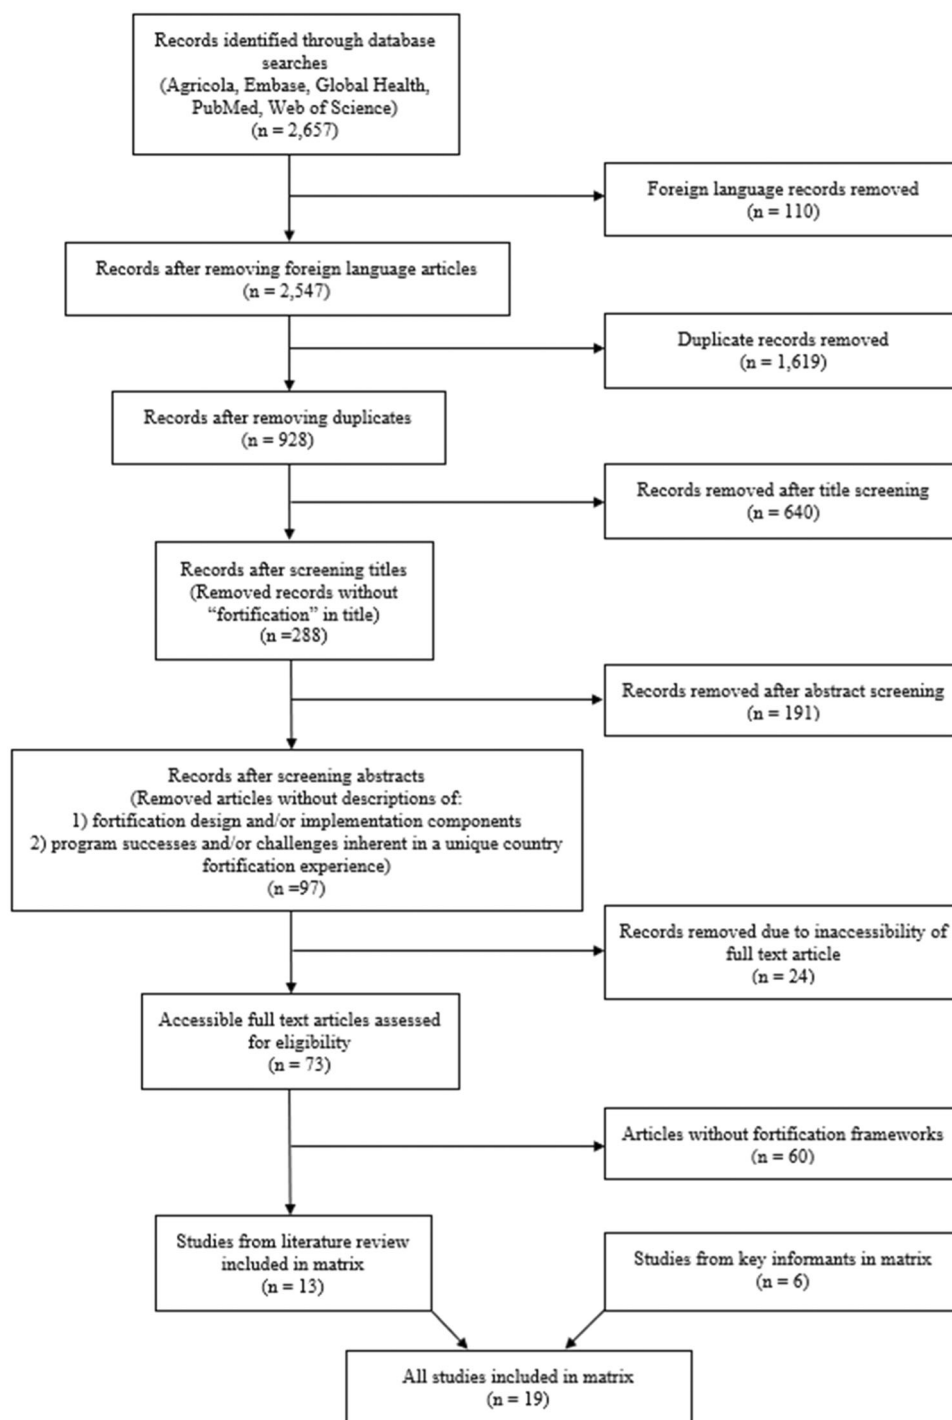 Records identified through database
searches
(Agricola, Embase, Global Health,
PubMed, Web of Science)
(n = 2,657)
Foreign language records removed
(n = 110)
Records after removing foreign language articles
(n = 2,547)
Duplicate records removed
(n = 1,619)
Records after removing duplicates
(n = 928)
Records removed after title screening
(n = 640)
Records after screening titles
(Removed records without
“fortification” in title)
(n =288)
Records removed after abstract screening
(n = 191)
Records after screening abstracts
(Removed articles without descriptions of:
1) fortification design and/or implementation components
2) program successes and/or challenges inherent in a unique country
fortification experience)
(n =97)
Records removed due to inaccessibility of
full text article
(n = 24)
Accessible full text articles assessed
for eligibility
(n = 73)
Articles without fortification frameworks
(n = 60)
Studies from literature review
included in matrix
(n = 13)
Studies from key informants in matrix
(n = 6)
All studies included in matrix
(n = 19)